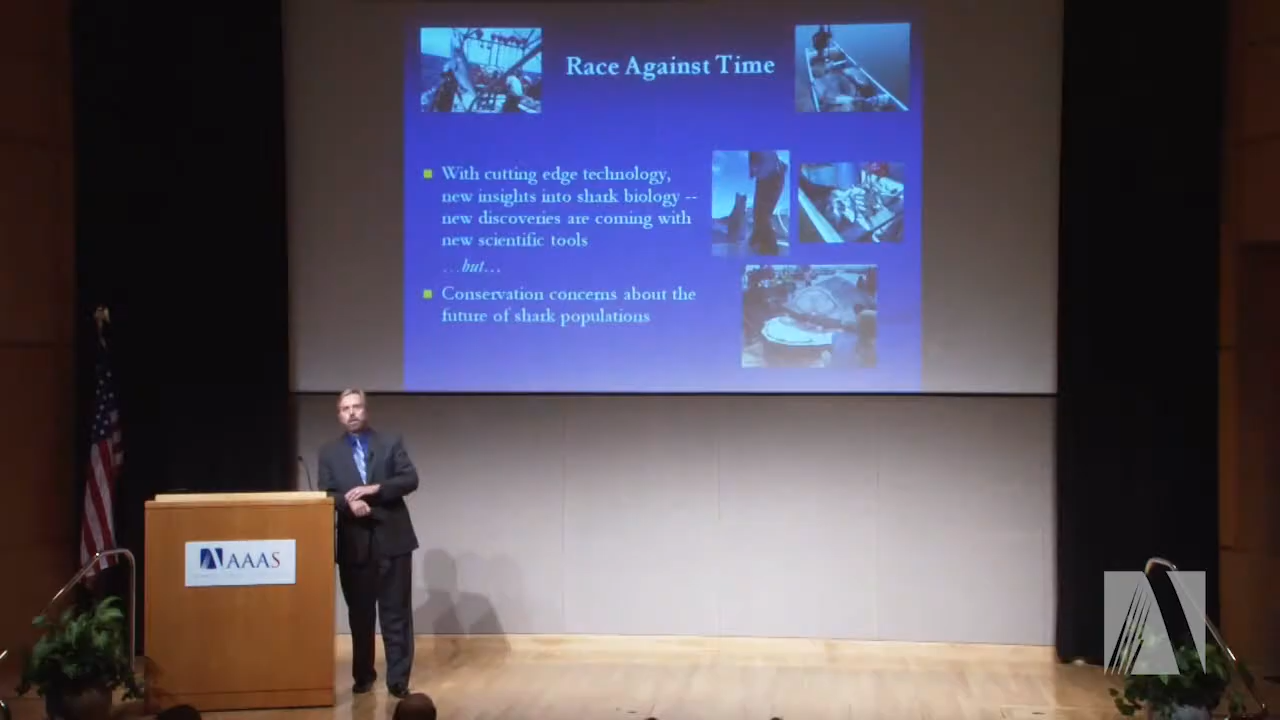 Race Against Time
With cutting edge technology,
new insights into shark biology --
new discoveries are coming with
new scientific tools
…but…
Conservation concerns about the
future of shark populations
AAAS